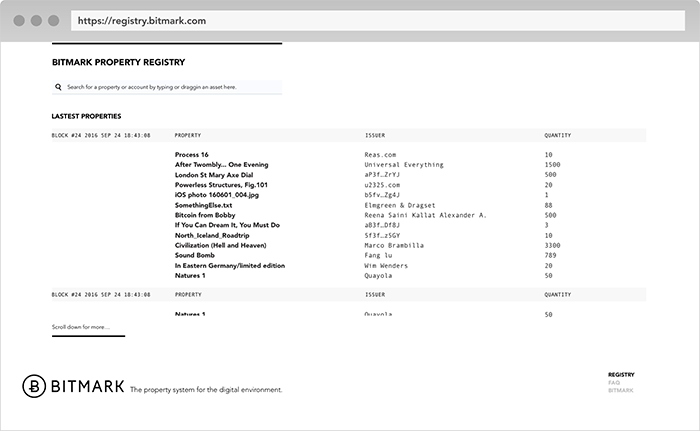 https://registry.bitmark.com
BITMARK PROPERTY REGISTRY
Search for a property or account by typing or draggin an asset here.
LASTEST PROPERTIES
BLOCK #24 2016 SEP 24 18:43:08 PROPERTY ISSUER QUANTITY
Process 16 Reas.com 10
After Twombly... One Evening Universal Everything 1500
London St Mary Axe Dial aP3f…ZrYJ 500
Powerless Structures, Fig.101 u2325.com 20
iOS photo 160601_004.jpg b5fv…Zg4J 1
SomethingElse.txt Elmgreen & Dragset 88
Bitcoin from Bobby Reena Saini Kallat Alexander A. 500
If You Can Dream It, You Must Do aB3f…Df8J 3
North_Iceland_Roadtrip 5f3f…z5GY 10
Civilization (Hell and Heaven) Marco Brambilla 3300
Sound Bomb Fang lu 789
In Eastern Germany/limited edition Wim Wenders 20
Natures 1 Quayola 50
BLOCK #24 2016 SEP 24 18:43:08 PROPERTY ISSUER QUANTITY
Natures 1 Quayola 50
Scroll down for more...
BITMARK The property system for the digital environment.
REGISTRY
FAQ
BITMARK